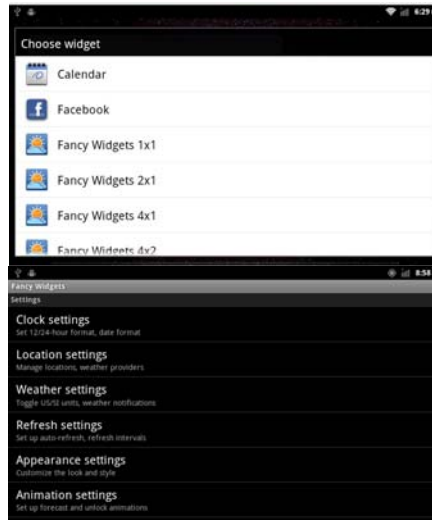 6:29
Choose widget
Calendar
Facebook
Fancy Widgets 1x1
Fancy Widgets 2x1
Fancy Widgets 4x1
Fancy Widgets 4x2
8:58
Fancy Widgets
Settings
Clock settings
Set 12/24-hour format, date format
Location settings
Manage locations, weather providers
Weather settings
Toggle US/SI units, weather notifications
Refresh settings
Set up auto-refresh, refresh intervals
Appearance settings
Customize the look and style
Animation settings
Set up forecast and unlock animations